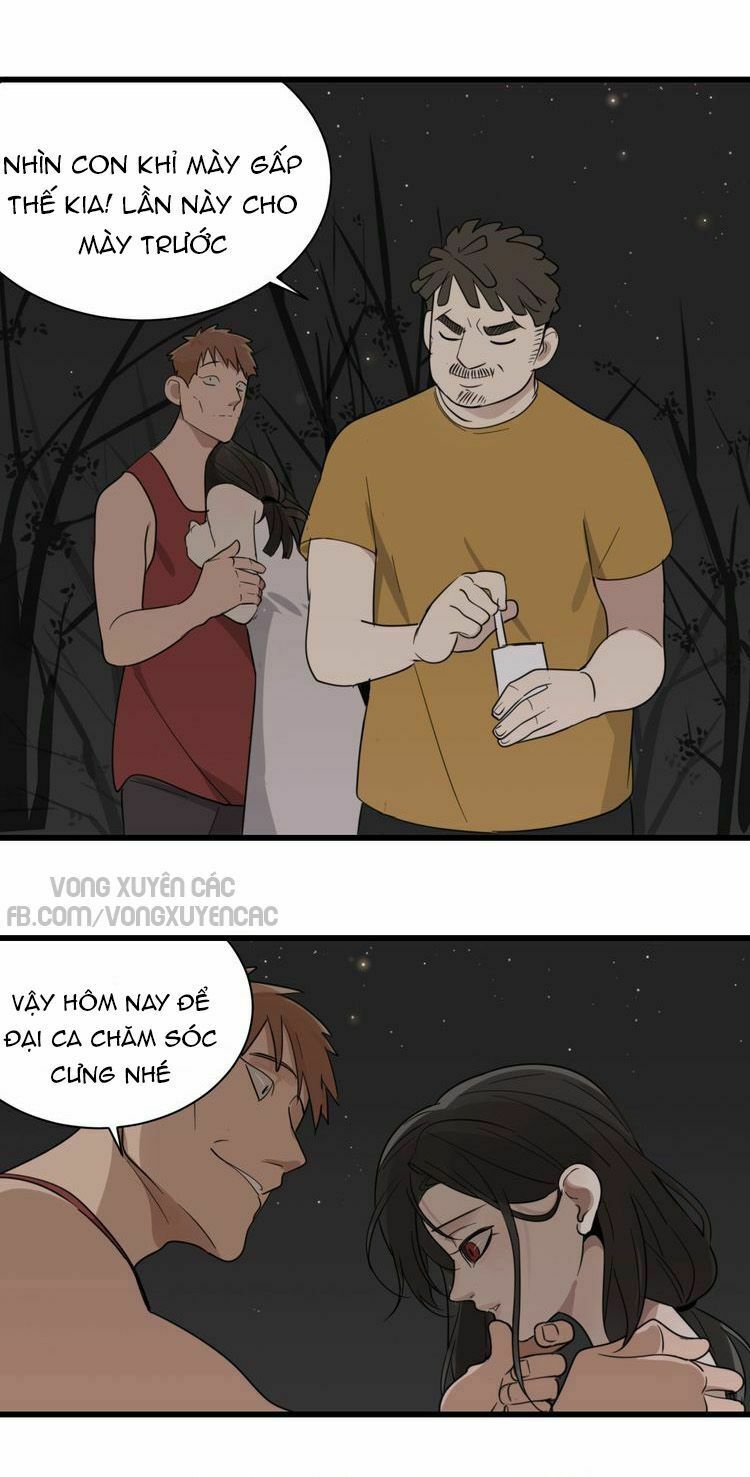 NHÌN CON KHỈ MÀY GẤP
THẾ KIA! LẦN NÀY CHO
MÀY TRƯỚC
VONG XUYÊN CÁC
FB.COM/VONGXUYENCAC
VẬY HÔM NAY ĐỂ
ĐẠI CA CHĂM SÓC
CƯNG NHÉ